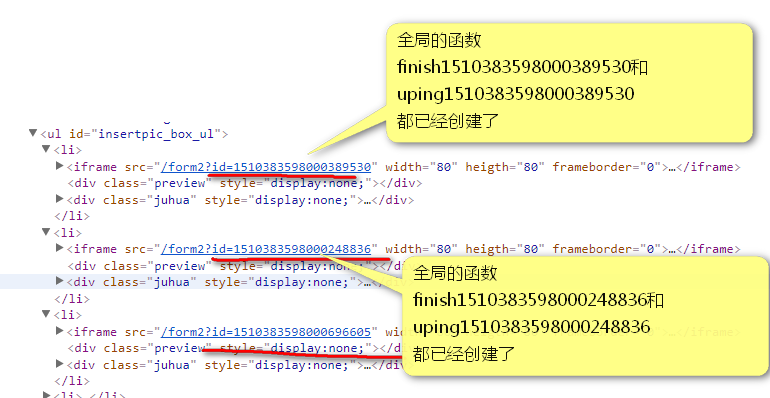 全局的函数
finish1510383598000389530和
uping1510383598000389530
都已经创建了
▼<ul id="insertpic_box_ul">
▼<li>
▶<iframe src="/form2?id=1510383598000389530" width="80" heigth="80" frameborder="0">…</iframe>
<div class="preview" style="display:none;"></div>
▶<div class="juhua" style="display:none;">…</div>
</li>
▼<li>
▶<iframe src="/form2?id=1510383598000248836" width="80" heigth="80" frameborder="0">…</iframe>
<div class="preview" style="display:none;"></di
▶<div class="juhua" style="display:none;">…</div
</li>
全局的函数
finish1510383598000248836和
uping1510383598000248836
都已经创建了
▼<li>
▶<iframe src="/form2?id=1510383598000696605" width="80"
<div class="preview" style="display:none;"></di
▶<div class="juhua" style="display:none;">…</div
</li>
▶<li>…</li>